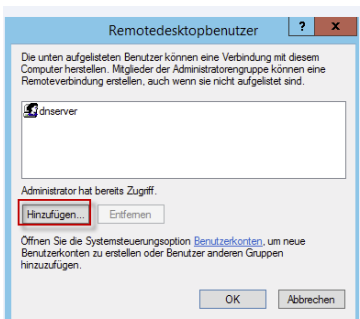 Remotedesktopbenutzer
? x
Die unten aufgelisteten Benutzer können eine Verbindung mit diesem
Computer herstellen. Mitglieder der Administratorengruppe können eine
Remoteverbindung erstellen, auch wenn sie nicht aufgelistet sind.
dnserver
Administrator hat bereits Zugriff.
Hinzufügen... Entfernen
Öffnen Sie die Systemsteuerungsoption Benutzerkonten, um neue
Benutzerkonten zu erstellen oder Benutzer anderen Gruppen
hinzuzufügen.
OK Abbrechen